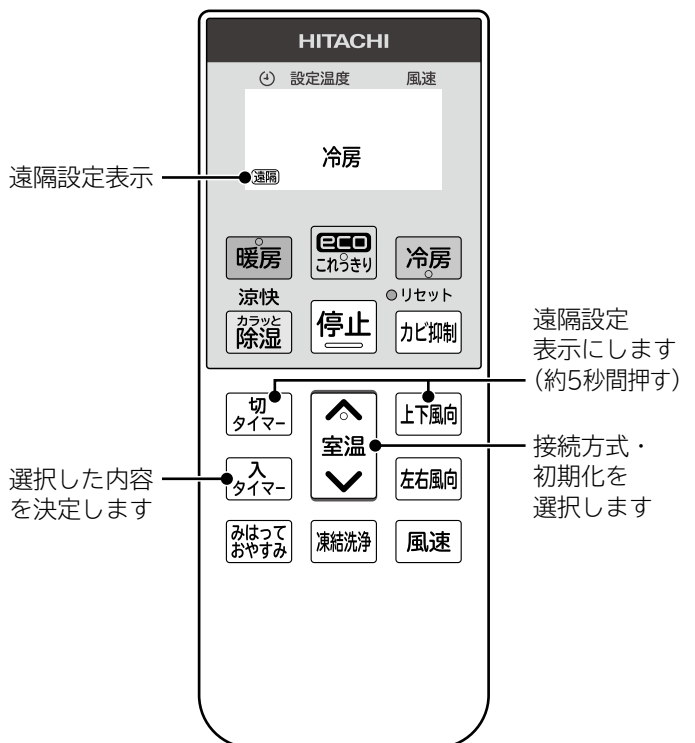 HITACHI
設定温度 風速
冷房
遠隔設定表示
遠隔
暖房 eco これっきり 冷房
涼快 リセット
カラッと除湿 停止 カビ抑制
遠隔設定
表示にします
(約5秒間押す)
切タイマー 上下風向
室温
接続方式・
初期化を
選択します
選択した内容
を決定します
入タイマー 左右風向
みはって
おやすみ
凍結洗浄 風速